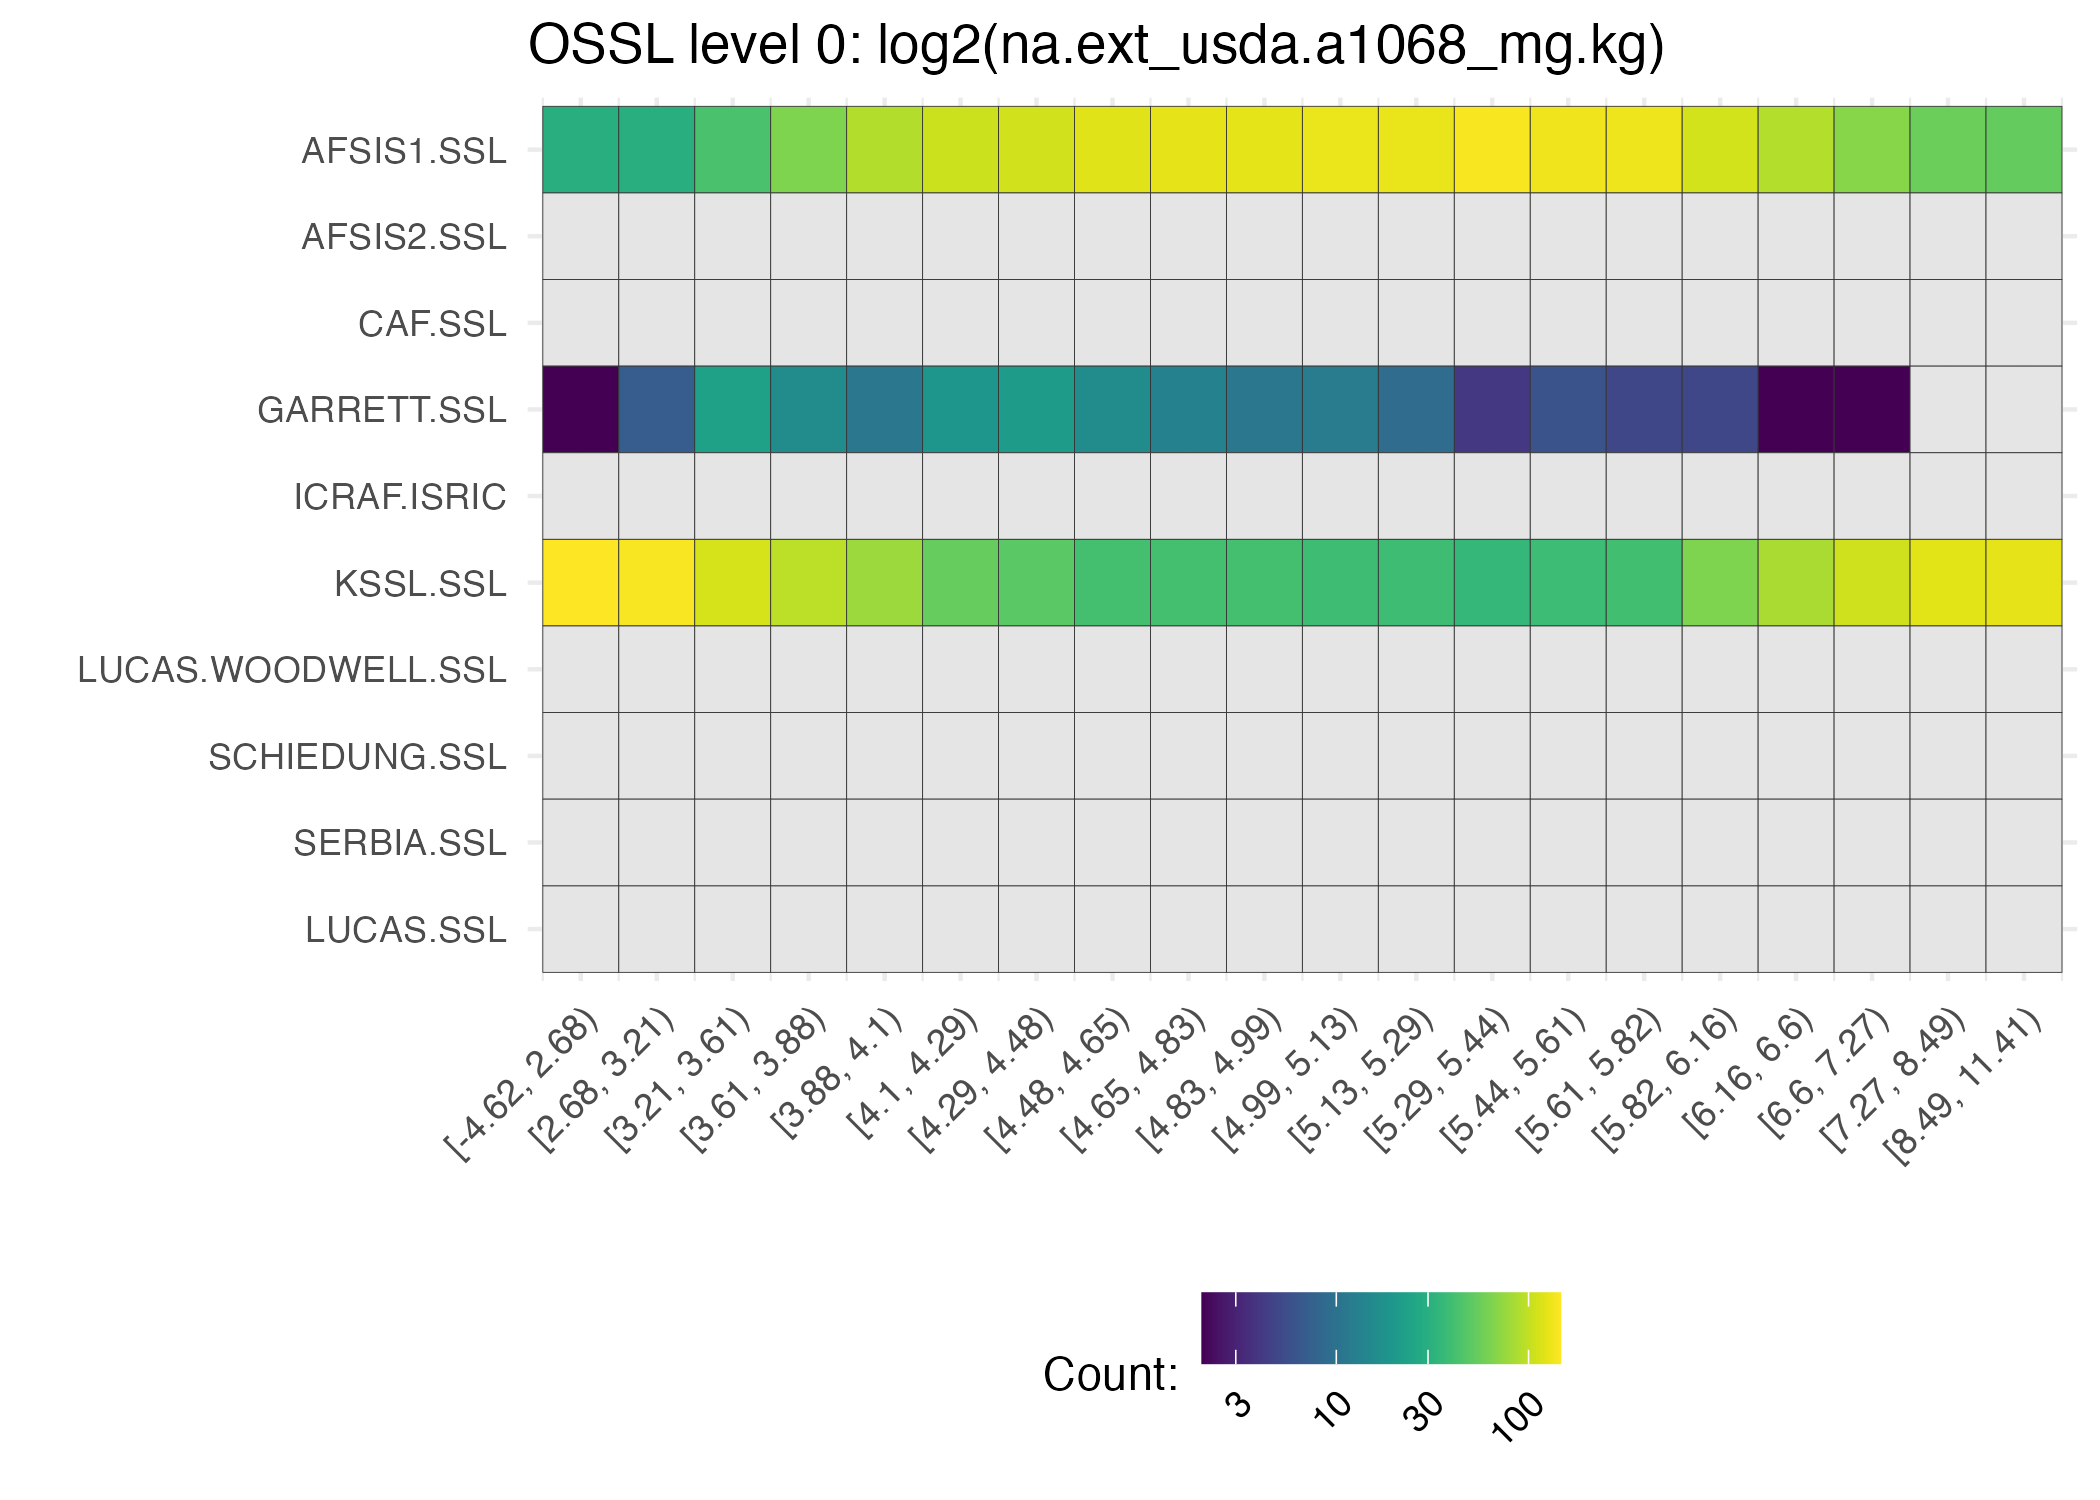 OSSL level 0: log2(na.ext_usda.a1068_mg.kg)
AFSIS1.SSL
AFSIS2.SSL
CAF.SSL
GARRETT.SSL
ICRAF.ISRIC
KSSL.SSL
LUCAS.WOODWELL.SSL
SCHIEDUNG.SSL
SERBIA.SSL
LUCAS.SSL
[-4.62, 2.68)
[2.68, 3.21)
[3.21, 3.61)
[3.61, 3.88)
[3.88, 4.1)
[4.1, 4.29)
[4.29, 4.48)
[4.48, 4.65)
[4.65, 4.83)
[4.83, 4.99)
[4.99, 5.13)
[5.13, 5.29)
[5.29, 5.44)
[5.44, 5.61)
[5.61, 5.82)
[5.82, 6.16)
[6.16, 6.6)
[6.6, 7.27)
[7.27, 8.49)
[8.49, 11.41)
Count:
3
10
30
100